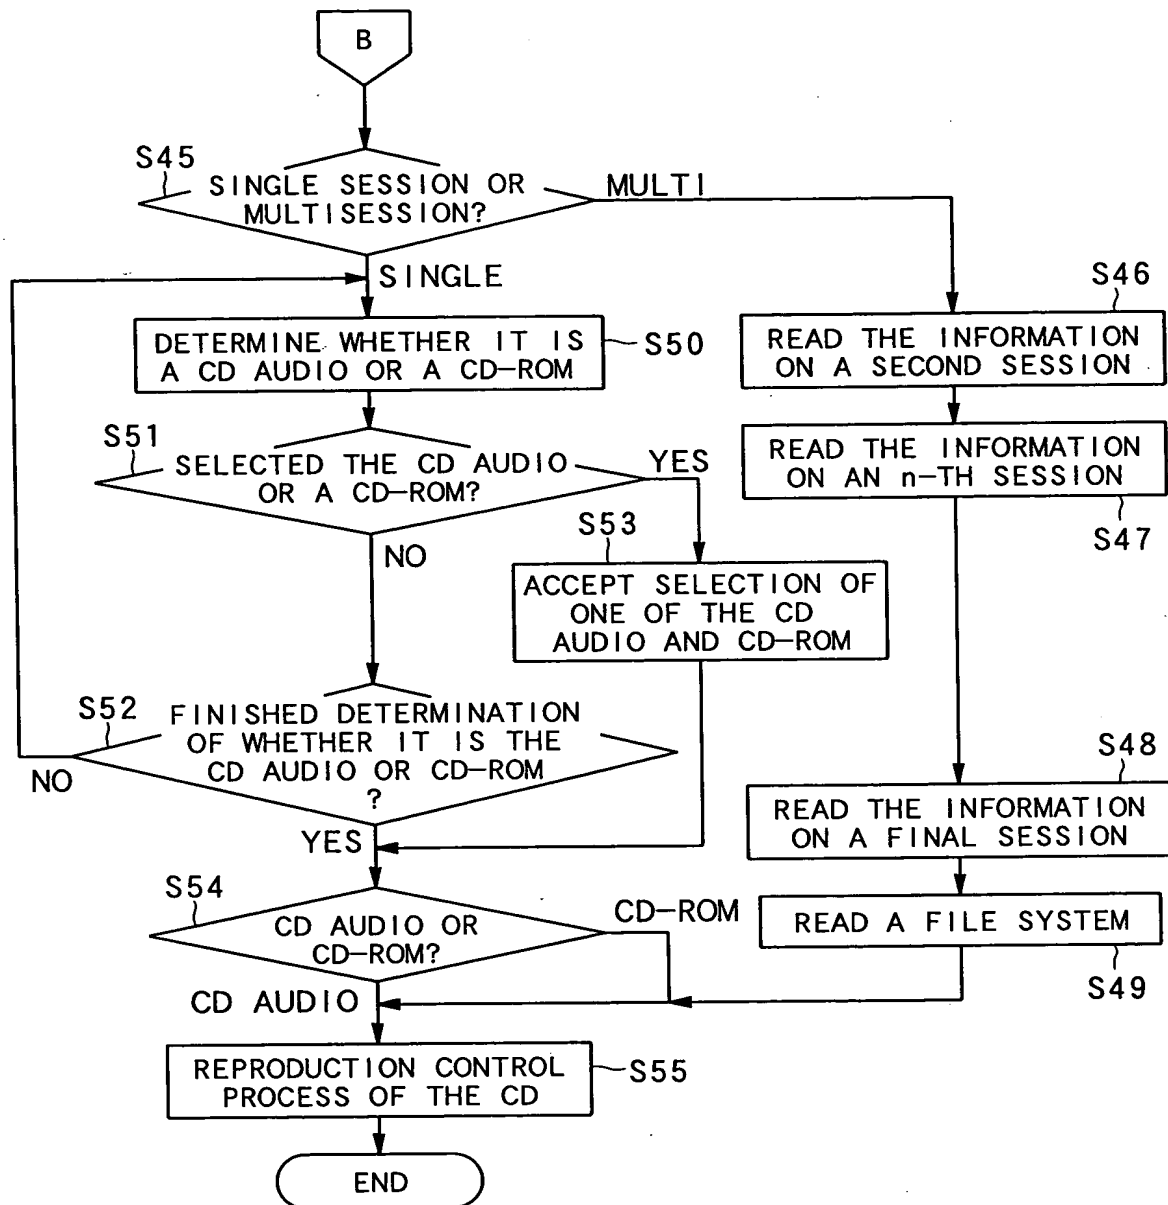 B
S45
SINGLE SESSION OR
MULTISESSION?
MULTI
SINGLE
S46
READ THE INFORMATION
ON A SECOND SESSION
DETERMINE WHETHER IT IS
A CD AUDIO OR A CD-ROM
S50
S51
SELECTED THE CD AUDIO
OR A CD-ROM?
YES
NO
READ THE INFORMATION
ON AN n-TH SESSION
S47
S53
ACCEPT SELECTION OF
ONE OF THE CD
AUDIO AND CD-ROM
S52
FINISHED DETERMINATION
OF WHETHER IT IS THE
CD AUDIO OR CD-ROM
?
NO
YES
S48
READ THE INFORMATION
ON A FINAL SESSION
S54
CD AUDIO OR
CD-ROM?
CD-ROM
CD AUDIO
READ A FILE SYSTEM
S49
REPRODUCTION CONTROL
PROCESS OF THE CD
S55
END